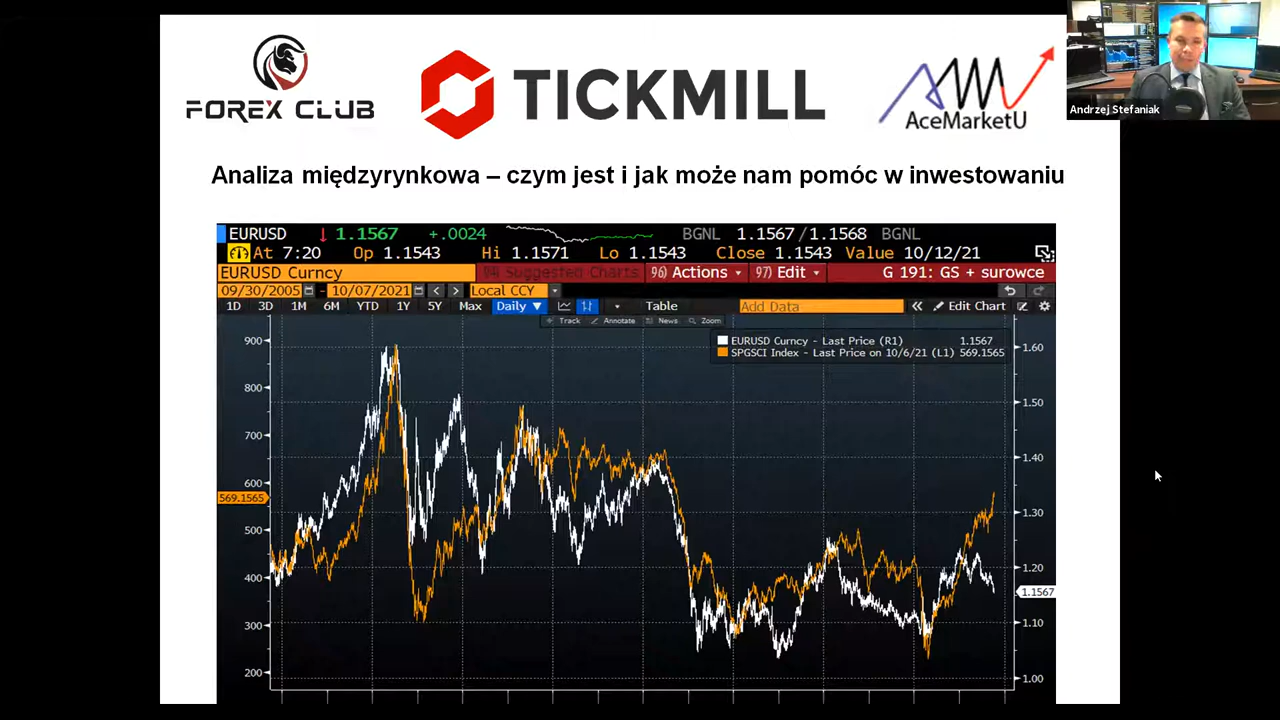 FOREX CLUB
TICKMILL
AceMarketU
Andrzej Stefaniak
Analiza międzyrynkowa – czym jest i jak może nam pomóc w inwestowaniu
EURUSD ↓ 1.1567 +.0024 BGNL 1.1567/1.1568 BGNL
At 7:20 Op 1.1543 Hi 1.1571 Lo 1.1543 Close 1.1543 Value 10/12/21
EURUSD Curncy 94) Suggested Charts 96) Actions 97) Edit G 191: GS + surowce
09/30/2005 - 10/07/2021 Local CCY
1D 3D 1M 6M YTD 1Y 5Y Max Daily ▼ Table Add Data « Edit Chart
Track Annotate News Zoom
EURUSD Curncy - Last Price (R1) 1.1567
SPGSCI Index - Last Price on 10/6/21 (L1) 569.1565
900
800
700
600
569.1565
500
400
300
200
1.60
1.50
1.40
1.30
1.20
1.1567
1.10
1.00